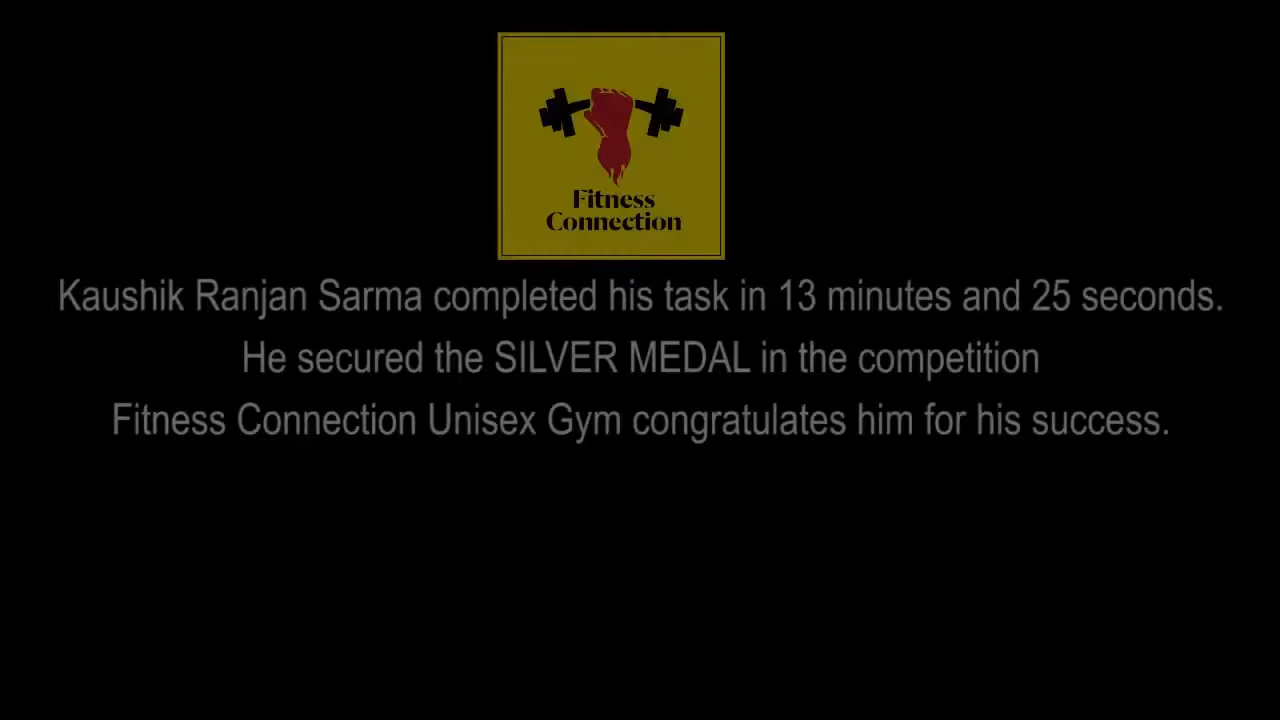 Fitness
Connection
Kaushik Ranjan Sarma completed his task in 13 minutes and 25 seconds.
He secured the SILVER MEDAL in the competition
Fitness Connection Unisex Gym congratulates him for his success.